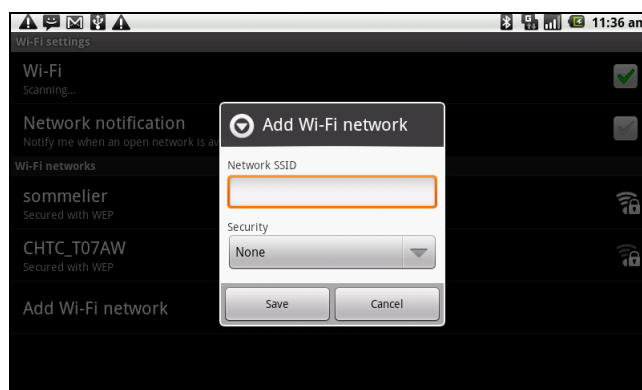 11:36 am
Wi-Fi settings
Wi-Fi
Scanning...
Network notification
Notify me when an open network is av
Wi-Fi networks
sommelier
Secured with WEP
CHTC_T07AW
Secured with WEP
Add Wi-Fi network
Add Wi-Fi network
Network SSID
Security
None
Save
Cancel